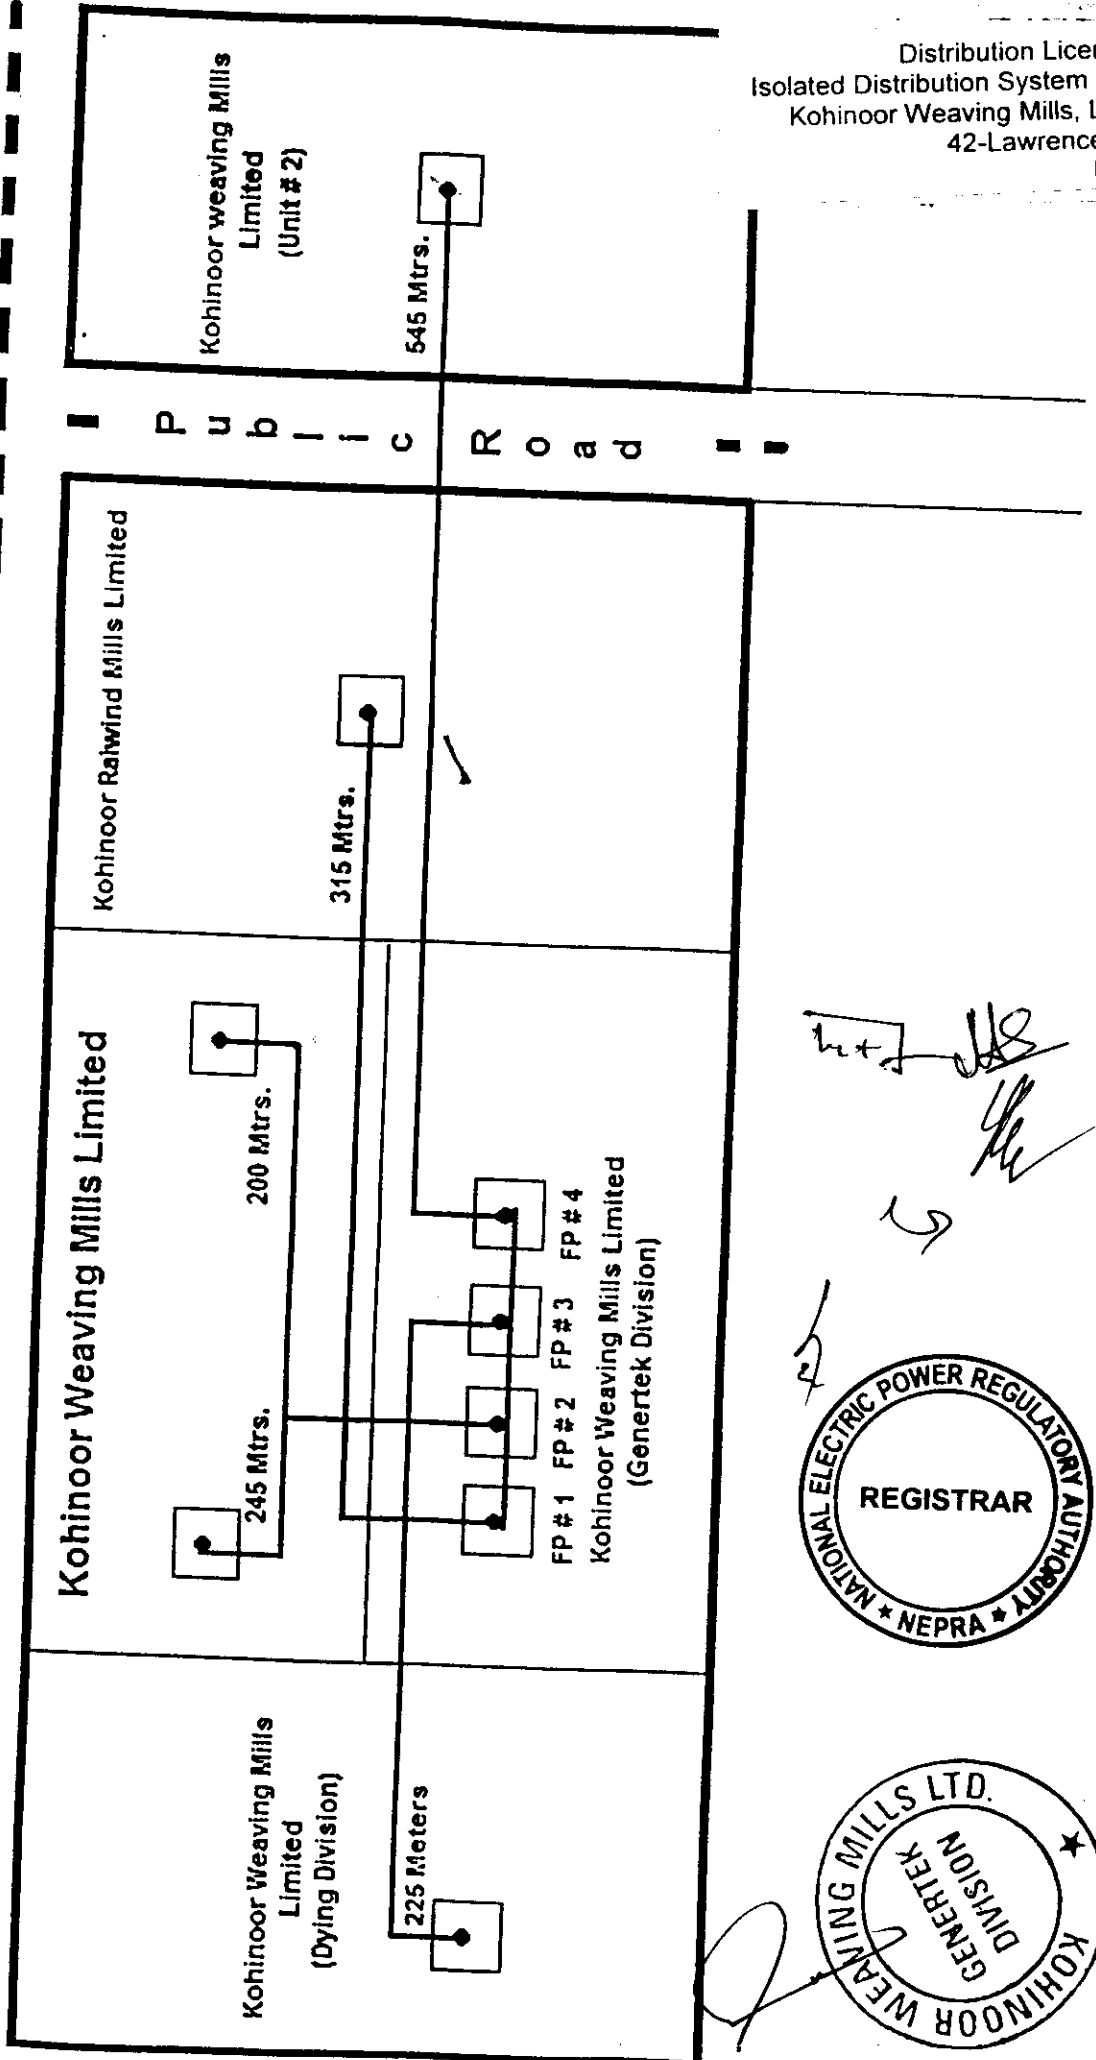 Distribution Licen
Isolated Distribution System
Kohinoor Weaving Mills, L
42-Lawrence
Kohinoor weaving Mills
Limited
(Unit # 2)
545 Mtrs.
Public Road
Kohinoor Raiwind Mills Limited
315 Mtrs.
Kohinoor Weaving Mills Limited
200 Mtrs.
245 Mtrs.
FP # 1 FP # 2 FP # 3 FP # 4
Kohinoor Weaving Mills Limited
(Genertek Division)
Kohinoor Weaving Mills
Limited
(Dying Division)
225 Meters
NATIONAL ELECTRIC POWER REGULATORY AUTHORITY
★ NEPRA ★
REGISTRAR
KOHINOOR WEAVING MILLS LTD. ★
GENERTEK
DIVISION